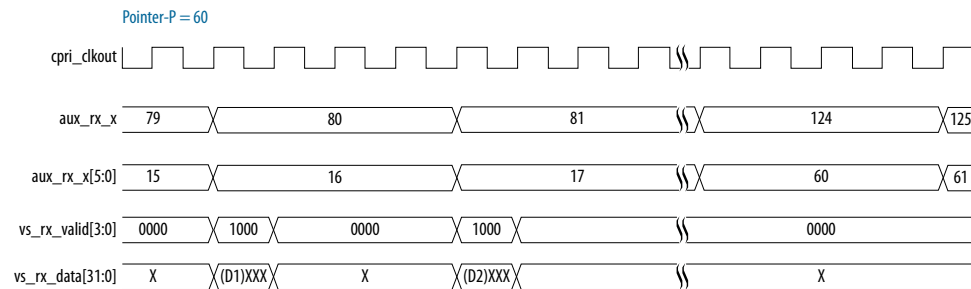 Pointer-P = 60
cpri_clkout
aux_rx_x 79 80 81 124 125
aux_rx_x[5:0] 15 16 17 60 61
vs_rx_valid[3:0] 0000 1000 0000 1000 0000
vs_rx_data[31:0] X (D1)XXX X (D2)XXX X